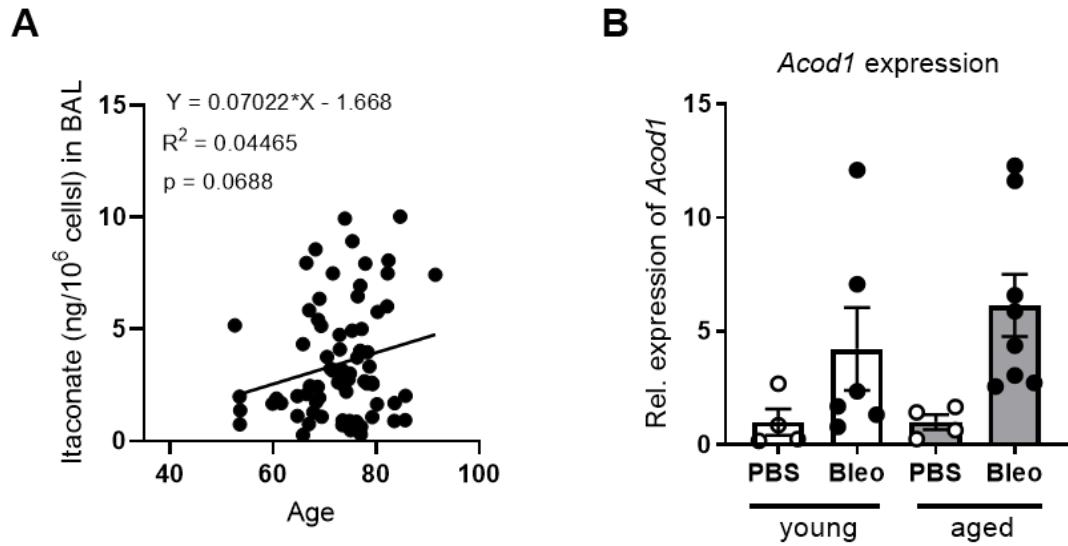 A
Itaconate (ng/10⁶ cellsl) in BAL
Y = 0.07022*X - 1.668
R² = 0.04465
p = 0.0688
15
10
5
0
40 60 80 100
Age
B
Acod1 expression
Rel. expression of Acod1
15
10
5
0
PBS Bleo PBS Bleo
young aged